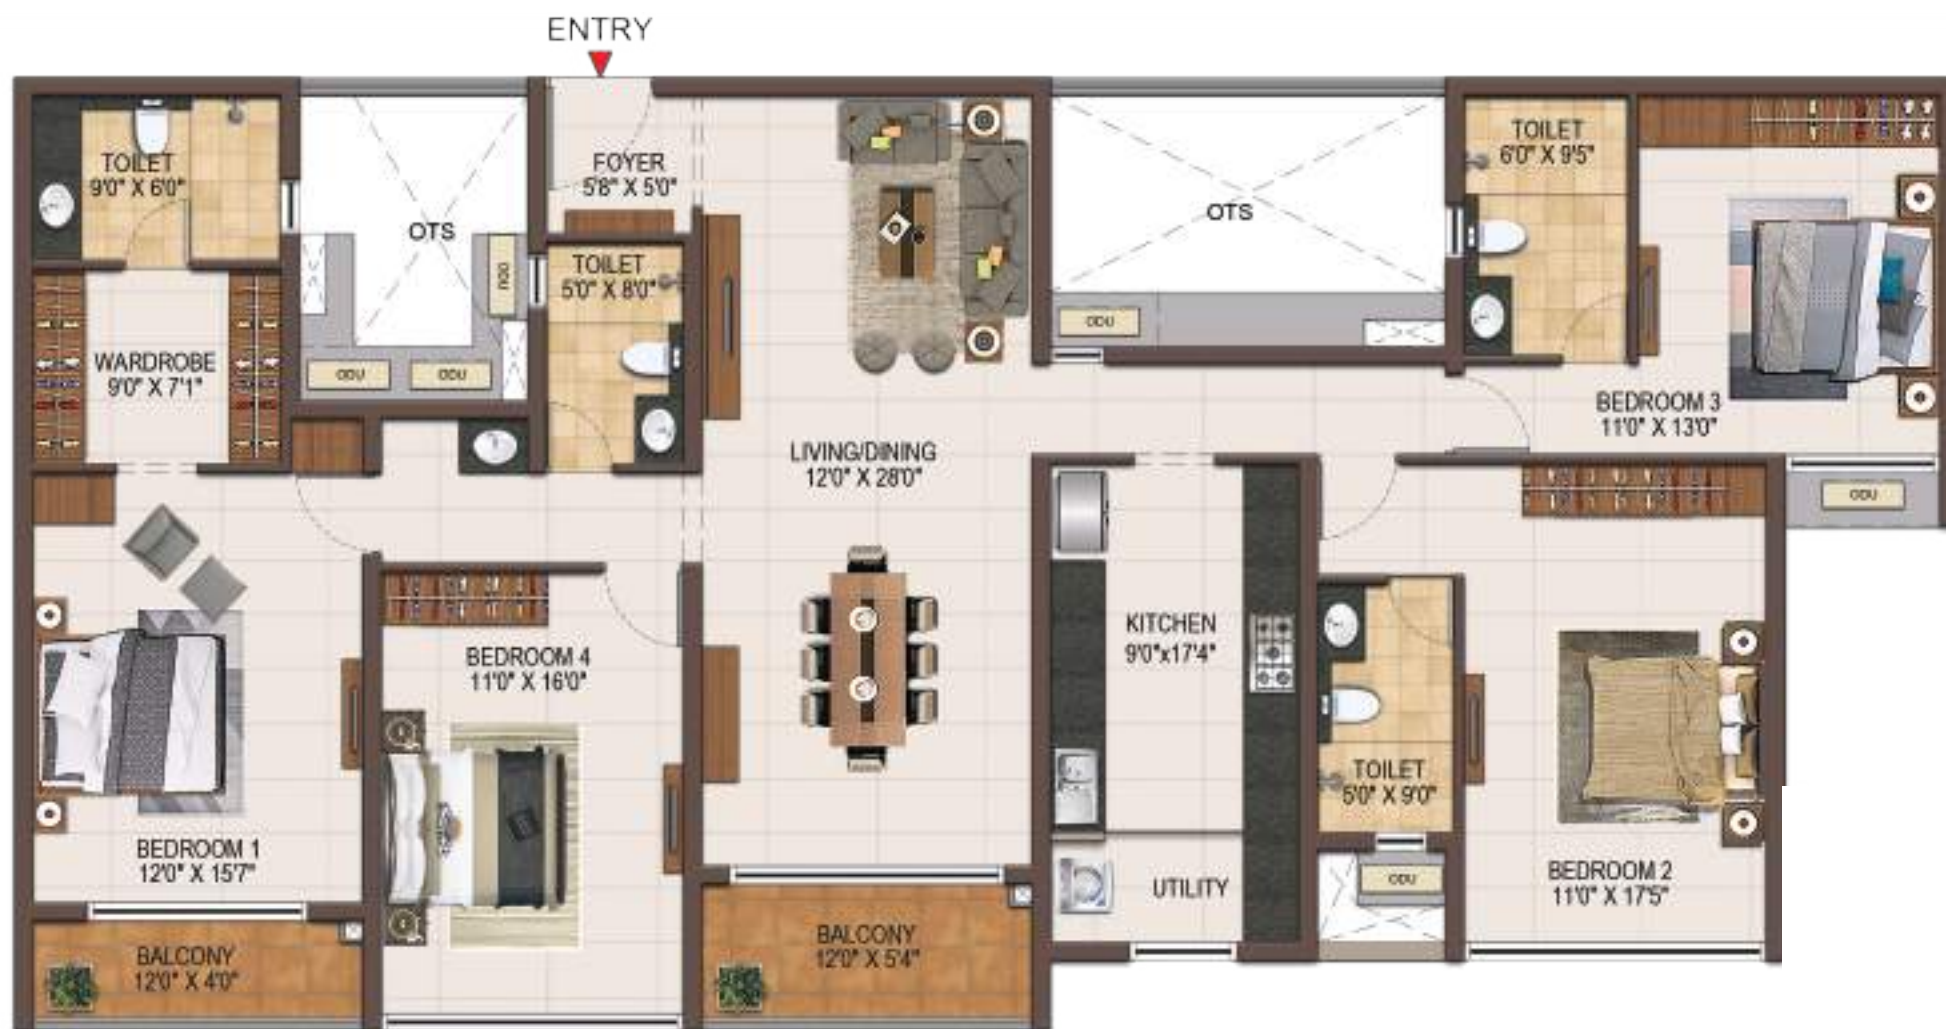 ENTRY
TOILET
9'0" X 6'0"
OTS
FOYER
5'8" X 5'0"
OTS
TOILET
6'0" X 9'5"
TOILET
5'0" X 8'0"
ODU
ODU
ODU
ODU
WARDROBE
9'0" X 7'1"
BEDROOM 3
11'0" X 13'0"
LIVING/DINING
12'0" X 28'0"
ODU
KITCHEN
9'0"x17'4"
BEDROOM 4
11'0" X 16'0"
TOILET
5'0" X 9'0"
BEDROOM 1
12'0" X 15'7"
ODU
BEDROOM 2
11'0" X 17'5"
UTILITY
BALCONY
12'0" X 5'4"
BALCONY
12'0" X 4'0"